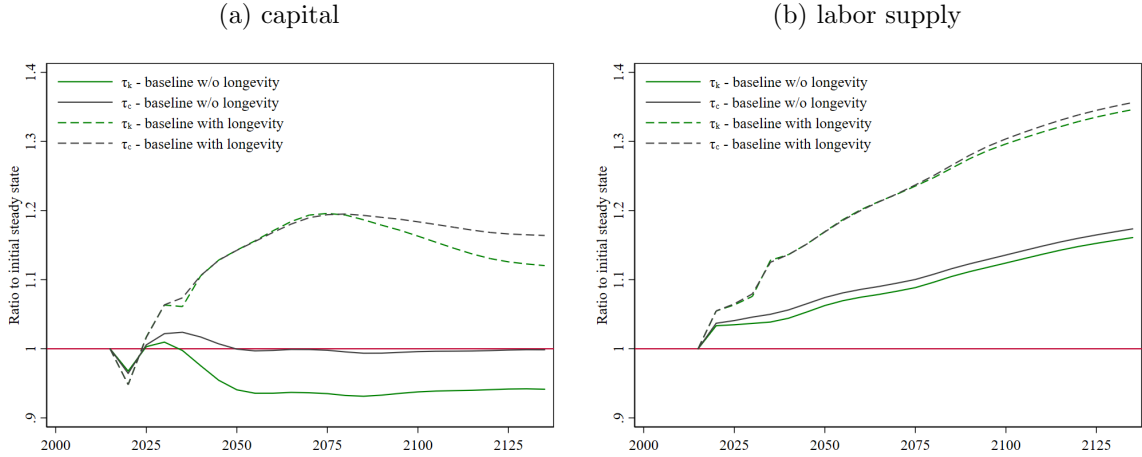 (a) capital
Ratio to initial steady state
1.4
1.3
1.2
1.1
1
.9
τk - baseline w/o longevity
τc - baseline w/o longevity
τk - baseline with longevity
τc - baseline with longevity
2000 2025 2050 2075 2100 2125
(b) labor supply
Ratio to initial steady state
1.4
1.3
1.2
1.1
1
.9
τk - baseline w/o longevity
τc - baseline w/o longevity
τk - baseline with longevity
τc - baseline with longevity
2000 2025 2050 2075 2100 2125